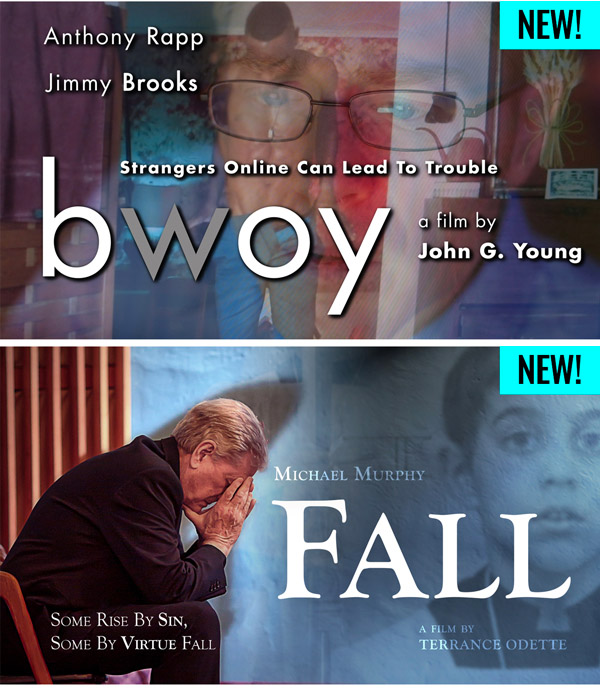 NEW!
Anthony Rapp
Jimmy Brooks
Strangers Online Can Lead To Trouble
bwoy
a film by
John G. Young
NEW!
MICHAEL MURPHY
FALL
SOME RISE BY SIN,
SOME BY VIRTUE FALL
A FILM BY
TERRANCE ODETTE